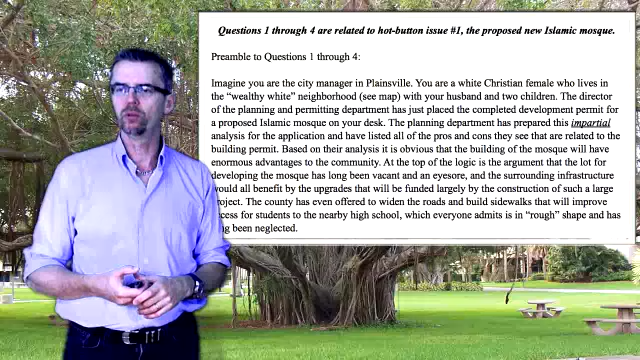 Questions 1 through 4 are related to hot-button issue #1, the proposed new Islamic mosque.
Preamble to Questions 1 through 4:
Imagine you are the city manager in Plainsville. You are a white Christian female who lives in
the “wealthy white” neighborhood (see map) with your husband and two children. The director
of the planning and permitting department has just placed the completed development permit for
a proposed Islamic mosque on your desk. The planning department has prepared this impartial
analysis for the application and have listed all of the pros and cons they see that are related to the
building permit. Based on their analysis it is obvious that the building of the mosque will have
enormous advantages to the community. At the top of the logic is the argument that the lot for
developing the mosque has long been vacant and an eyesore, and the surrounding infrastructure
would all benefit by the upgrades that will be funded largely by the construction of such a large
project. The county has even offered to widen the roads and build sidewalks that will improve
access for students to the nearby high school, which everyone admits is in “rough” shape and has
been neglected.